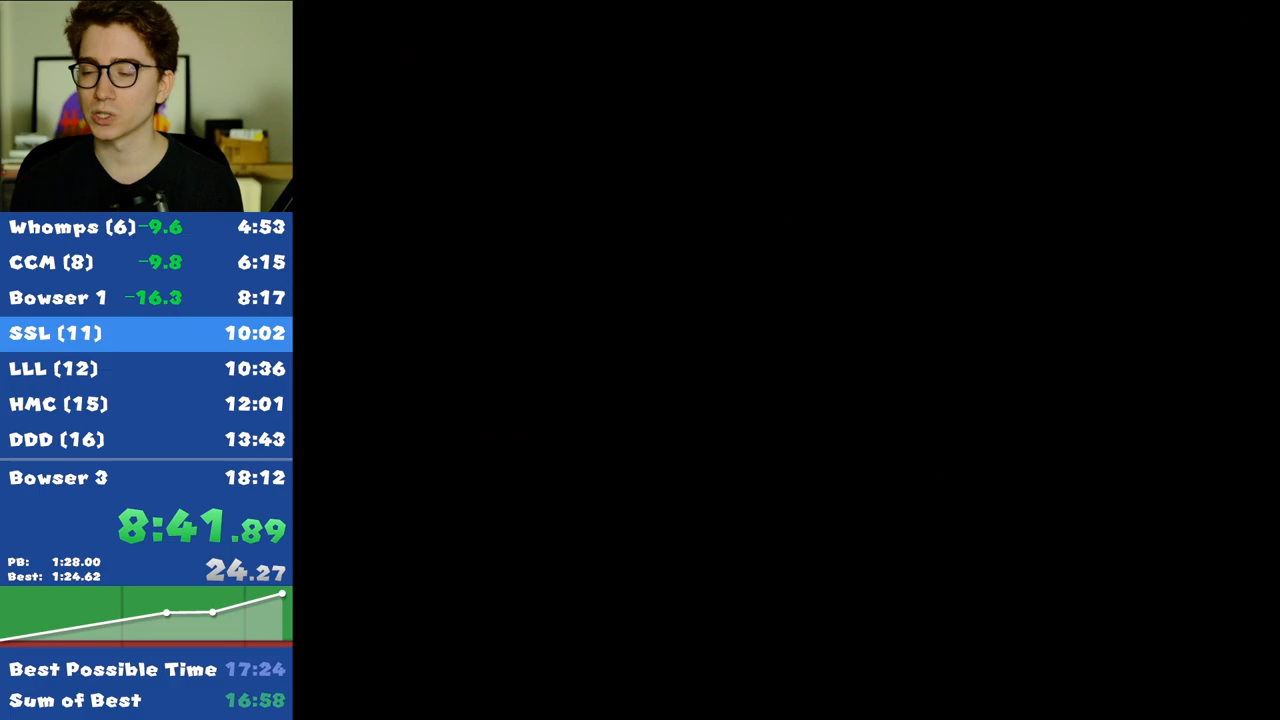 Whomps (6) -9.6 4:53
CCM (8) -9.8 6:15
Bowser 1 -16.3 8:17
SSL (11) 10:02
LLL (12) 10:36
HMC (15) 12:01
DDD (16) 13:43
Bowser 3 18:12
8:41.89
PB: 1:28.00
Best: 1:24.62
24.27
Best Possible Time 17:24
Sum of Best 16:58